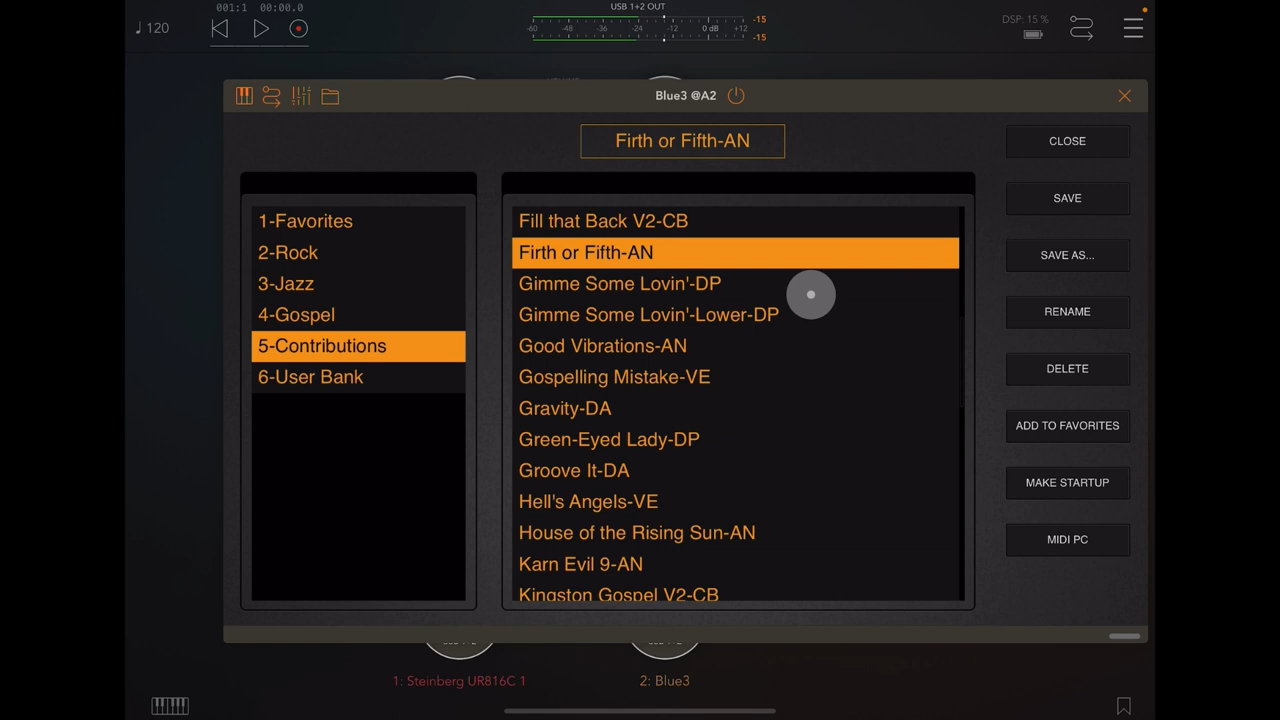 001:1 00:00.0
USB 1+2 OUT
♩ 120
-60 -48 -36 -24 -12 0 dB +12
-15
-15
DSP: 15 %
Blue3 @A2
Firth or Fifth-AN
CLOSE
SAVE
SAVE AS...
RENAME
DELETE
ADD TO FAVORITES
MAKE STARTUP
MIDI PC
1-Favorites
2-Rock
3-Jazz
4-Gospel
5-Contributions
6-User Bank
Fill that Back V2-CB
Firth or Fifth-AN
Gimme Some Lovin'-DP
Gimme Some Lovin'-Lower-DP
Good Vibrations-AN
Gospelling Mistake-VE
Gravity-DA
Green-Eyed Lady-DP
Groove It-DA
Hell's Angels-VE
House of the Rising Sun-AN
Karn Evil 9-AN
Kingston Gospel V2-CB
1: Steinberg UR816C 1
2: Blue3